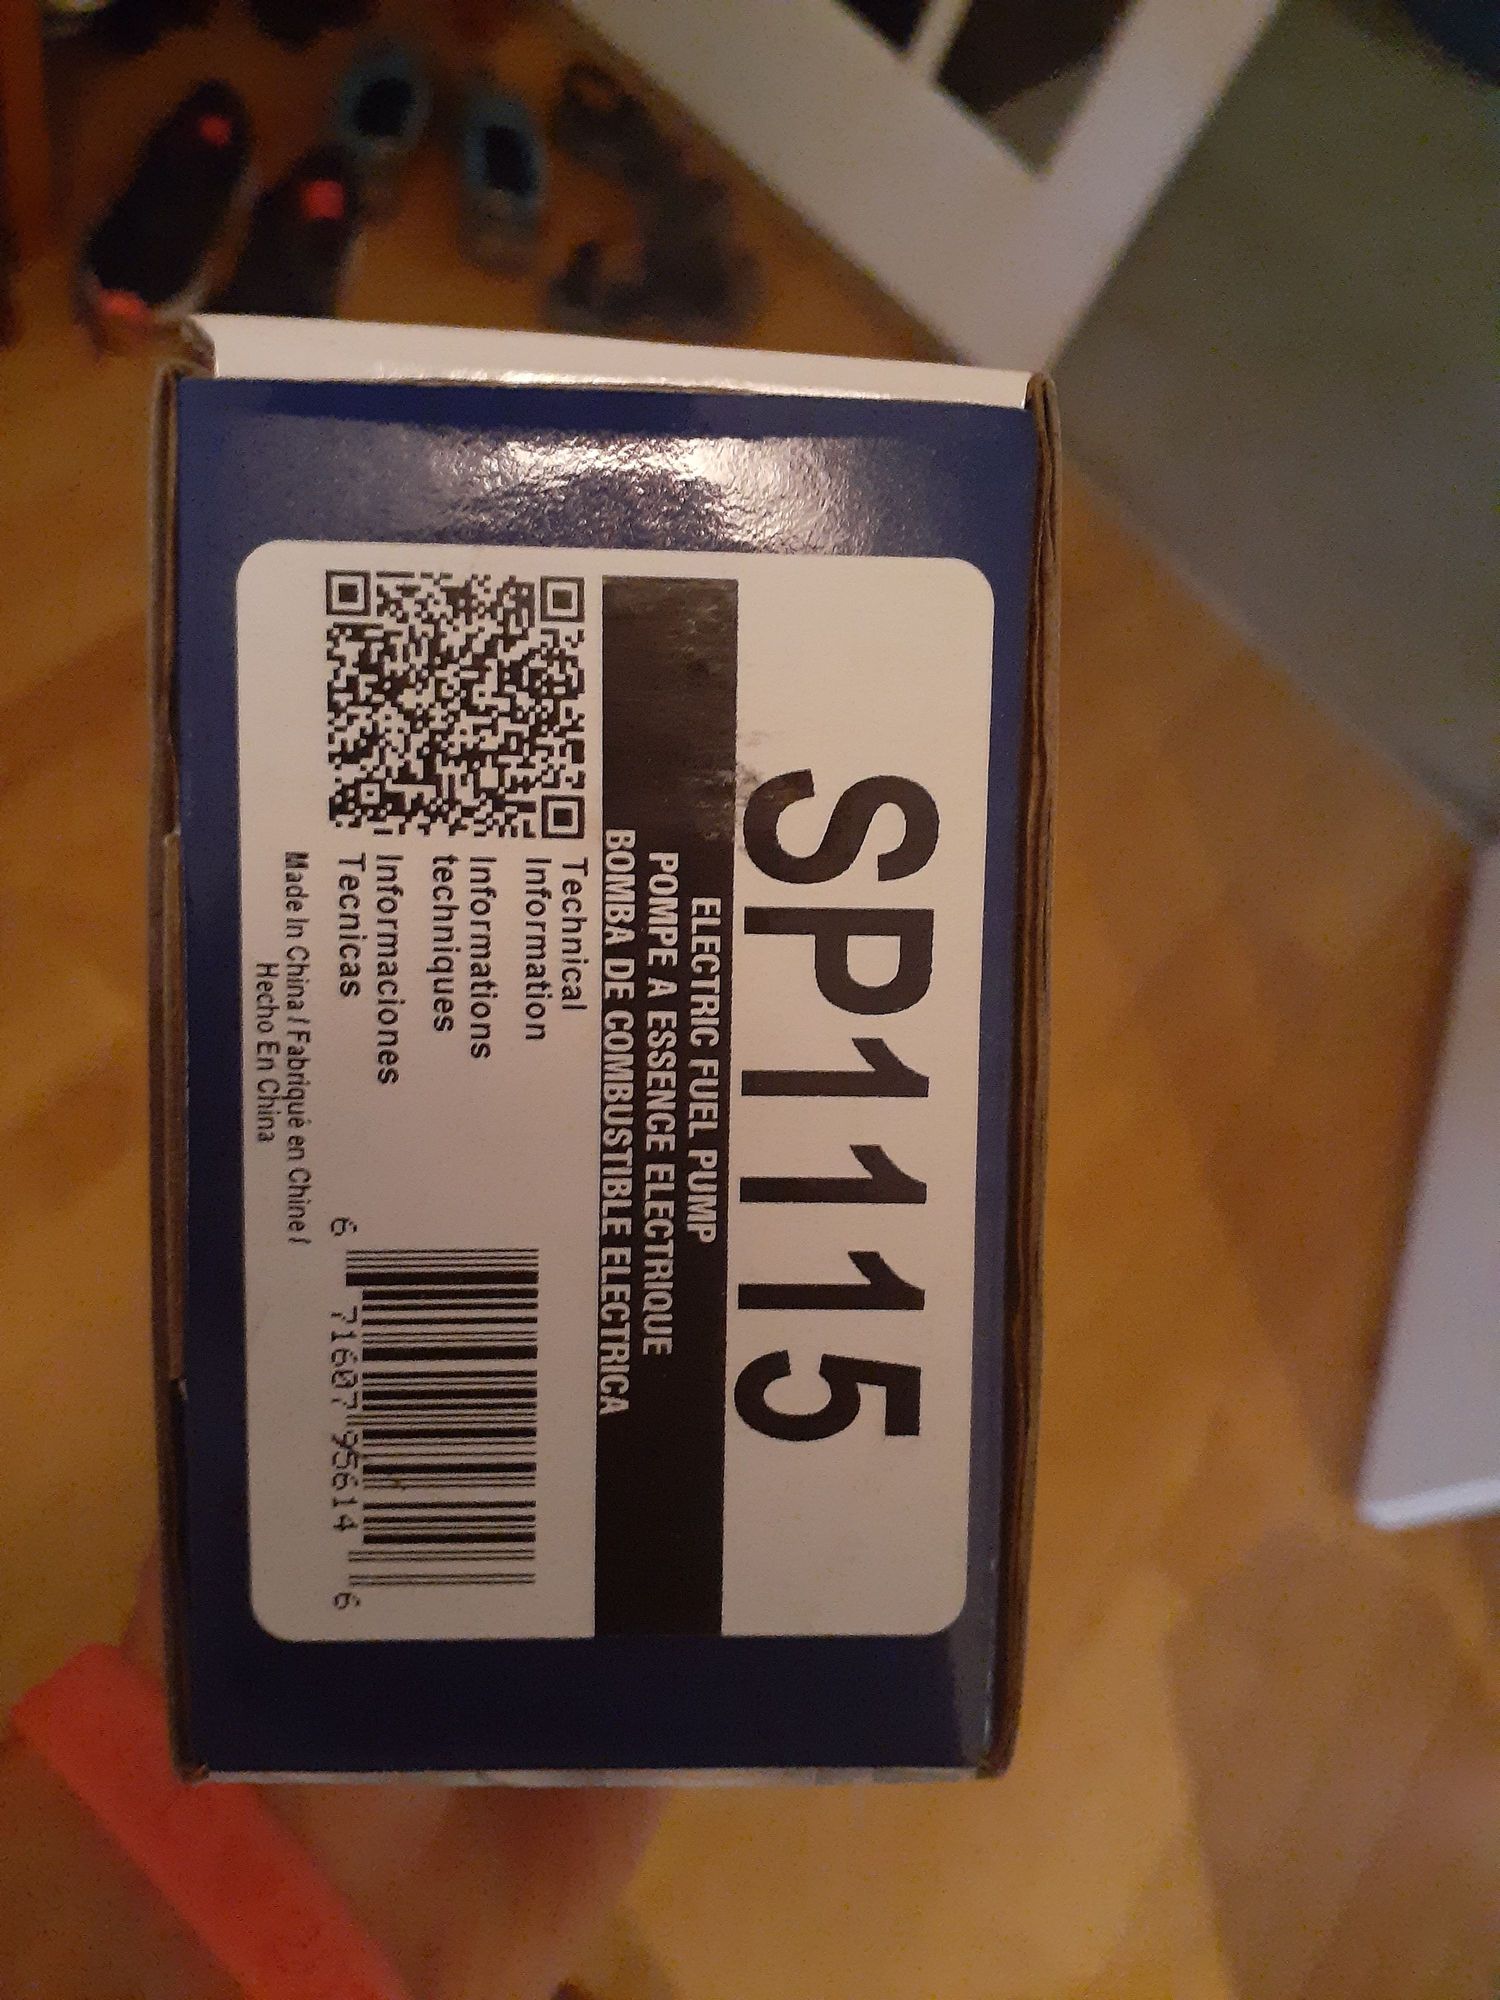 SP1115
ELECTRIC FUEL PUMP
POMPE A ESSENCE ELECTRIQUE
BOMBA DE COMBUSTIBLE ELECTRICA
Technical
Information
Informations
techniques
Informaciones
Tecnicas
Made In China / Fabriqué en Chine /
Hecho En China
6 71607 95614 6